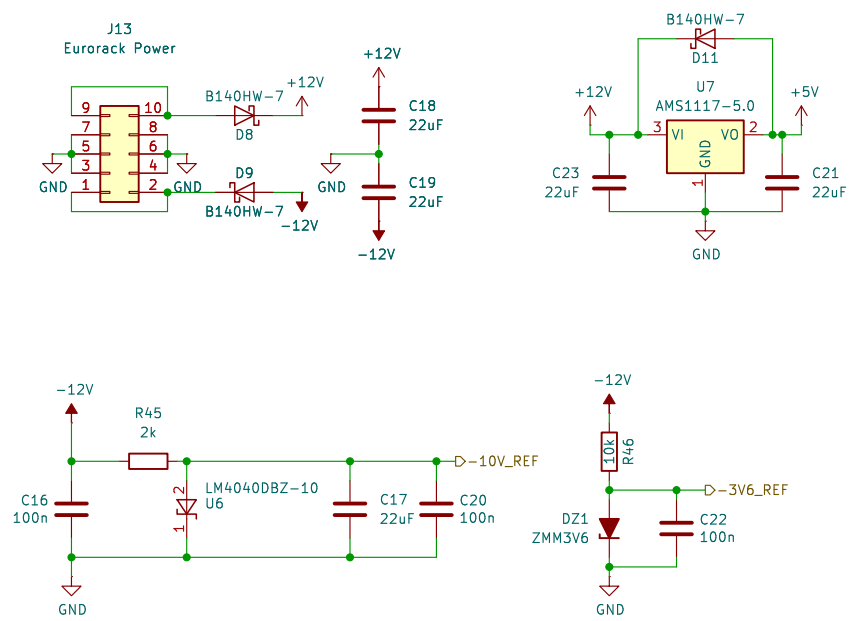 J13
Eurorack Power
9
10
7
8
5
6
3
4
1
2
GND
GND
B140HW-7
D8
+12V
D9
B140HW-7
-12V
+12V
C18
22uF
GND
C19
22uF
-12V
B140HW-7
D11
U7
AMS1117-5.0
+12V
+5V
3
VI
VO
2
GND
1
C23
22uF
C21
22uF
GND
-12V
R45
2k
-10V_REF
C16
100n
2
1
LM4040DBZ-10
U6
C17
22uF
C20
100n
GND
-12V
10k
R46
-3V6_REF
DZ1
ZMM3V6
C22
100n
GND